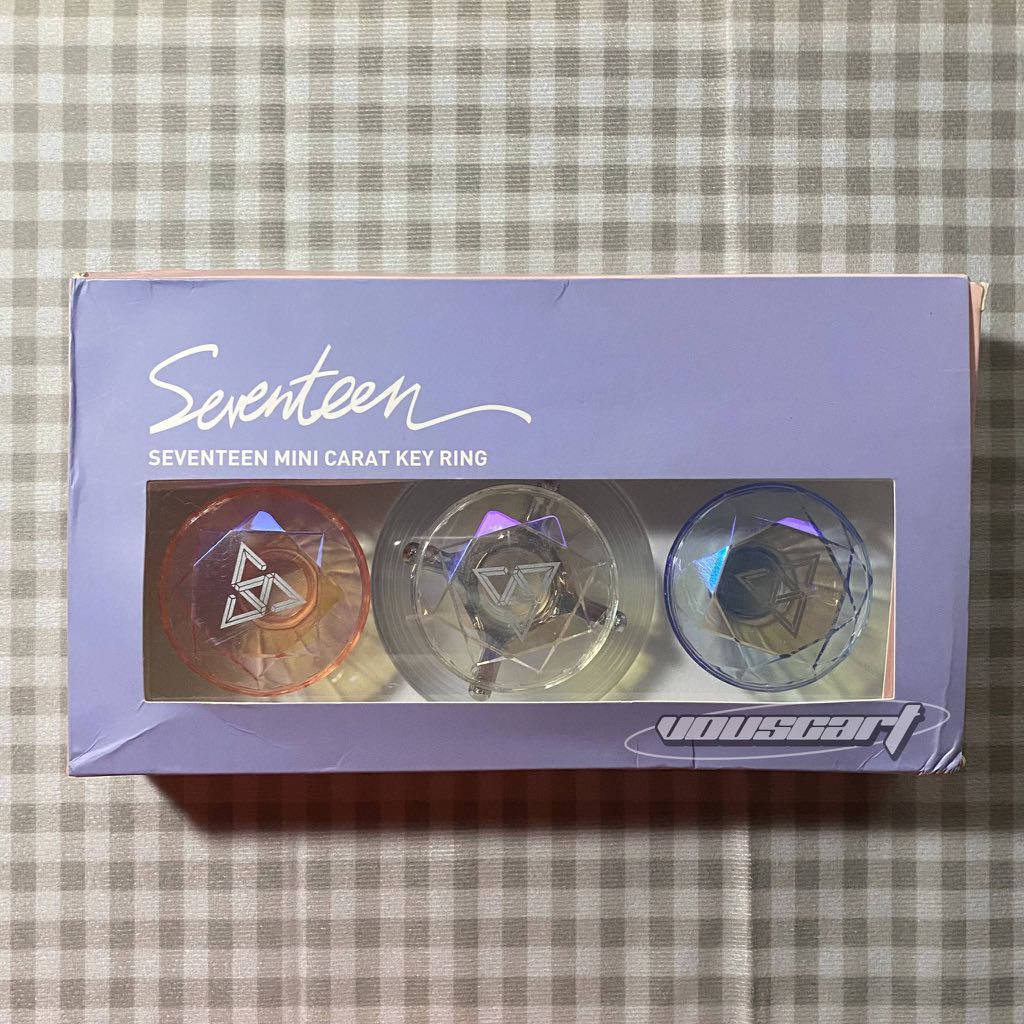 Seventeen
SEVENTEEN MINI CARAT KEY RING
vouscart